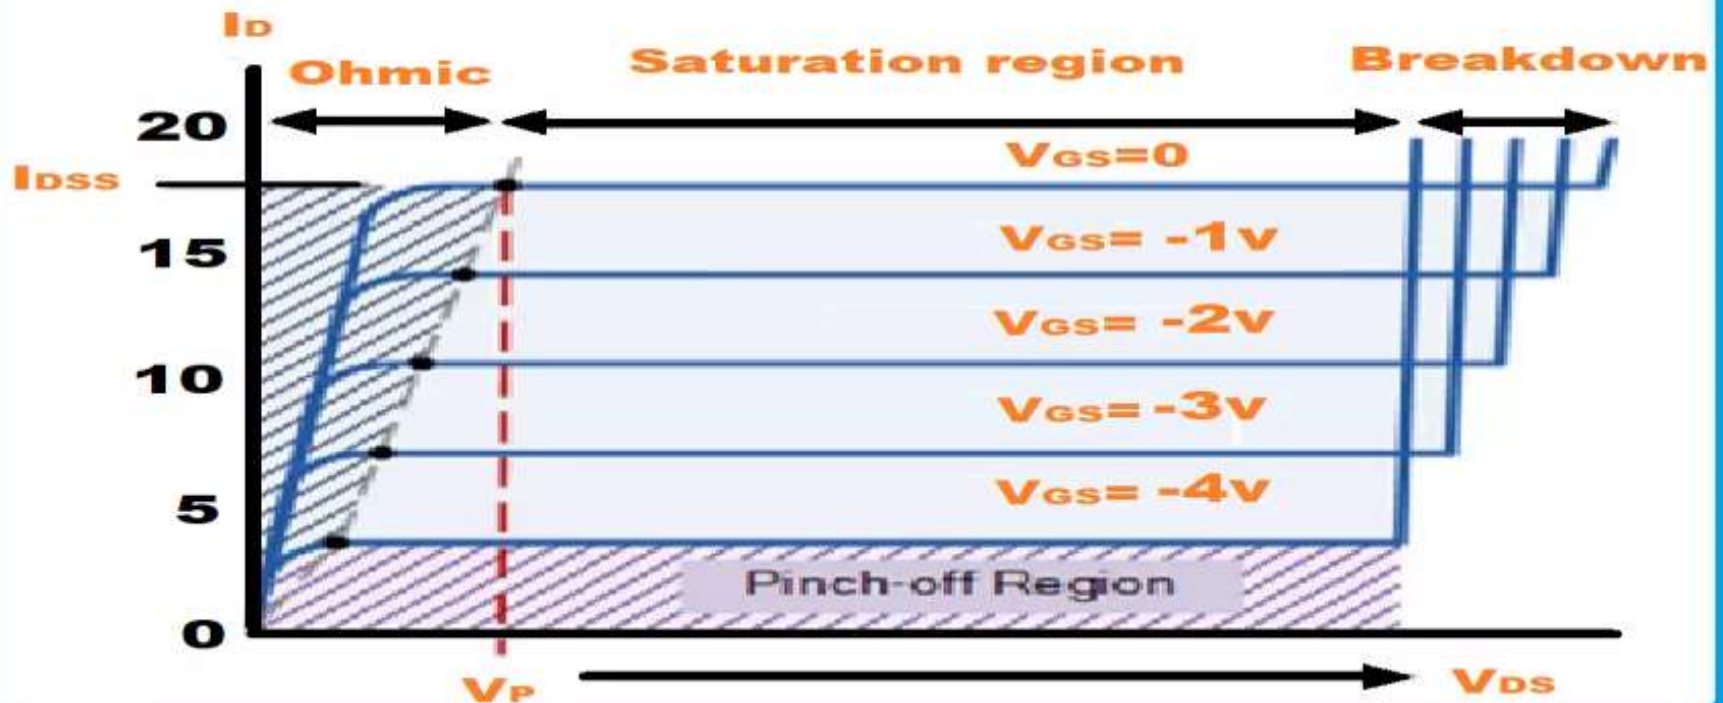 ID
Ohmic
Saturation region
Breakdown
20
VGS=0
IDSS
VGS= -1v
15
VGS= -2v
10
VGS= -3v
VGS= -4v
5
Pinch-off Region
0
VP
VDS